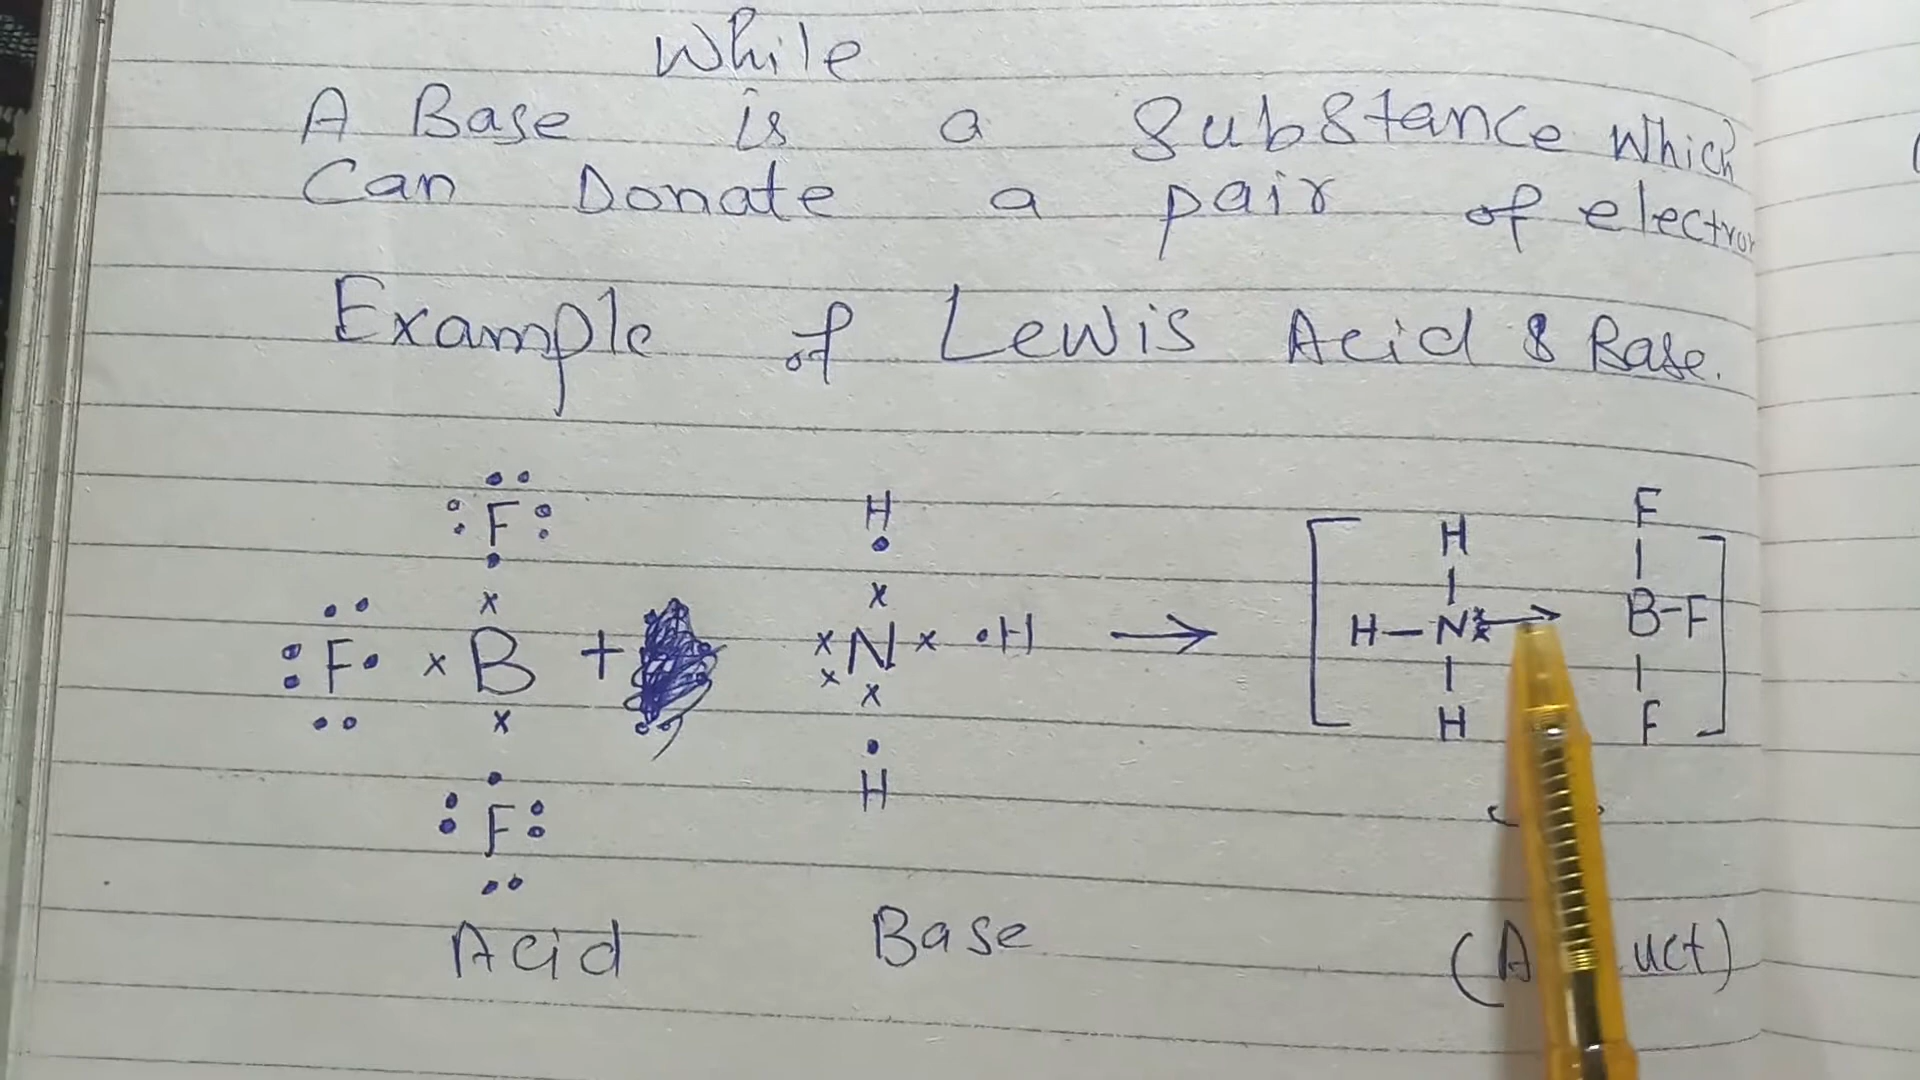 While
A Base is a Substance Which
Can Donate a pair of electron
Example of Lewis Acid & Base.
F H F
H
F B + N H → H-N → B-F
H F
F H
Acid Base (A uct)